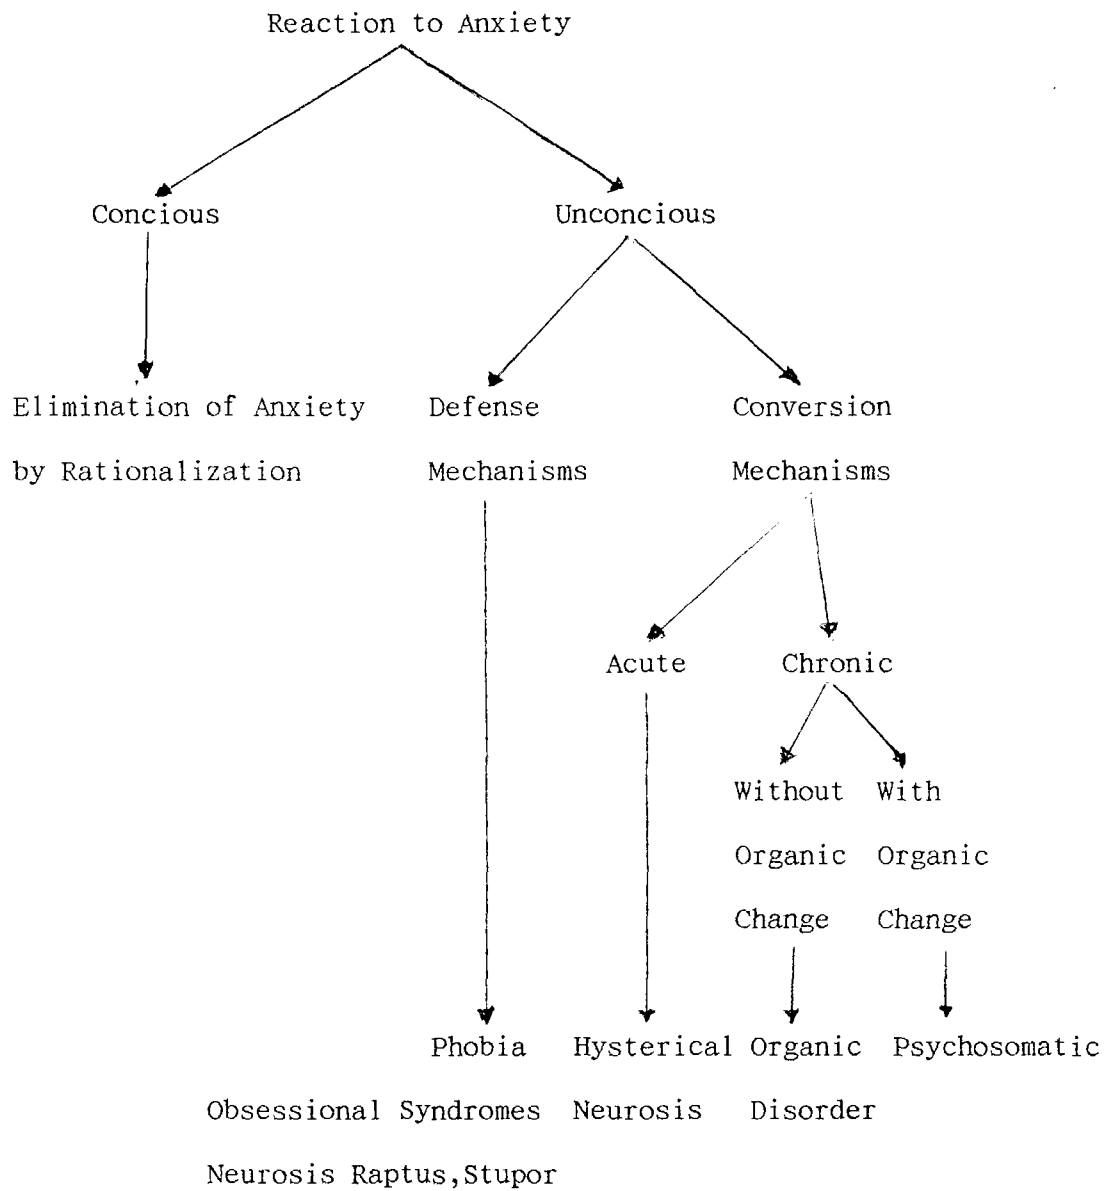 Reaction to Anxiety
Concious Unconcious
Elimination of Anxiety Defense Conversion
by Rationalization Mechanisms Mechanisms
Acute Chronic
Without With
Organic Organic
Change Change
Phobia Hysterical Organic Psychosomatic
Obsessional Syndromes Neurosis Disorder
Neurosis Raptus,Stupor